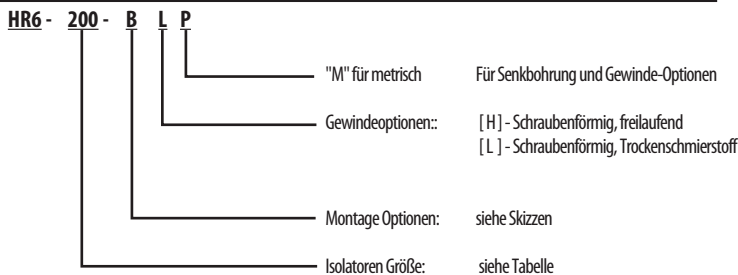 HR6 - 200 - B L P
"M" für metrisch Für Senkbohrung und Gewinde-Optionen
Gewindeoptionen:: [ H ] - Schraubenförmig, freilaufend
[ L ] - Schraubenförmig, Trockenschmierstoff
Montage Optionen: siehe Skizzen
Isolatoren Größe: siehe Tabelle